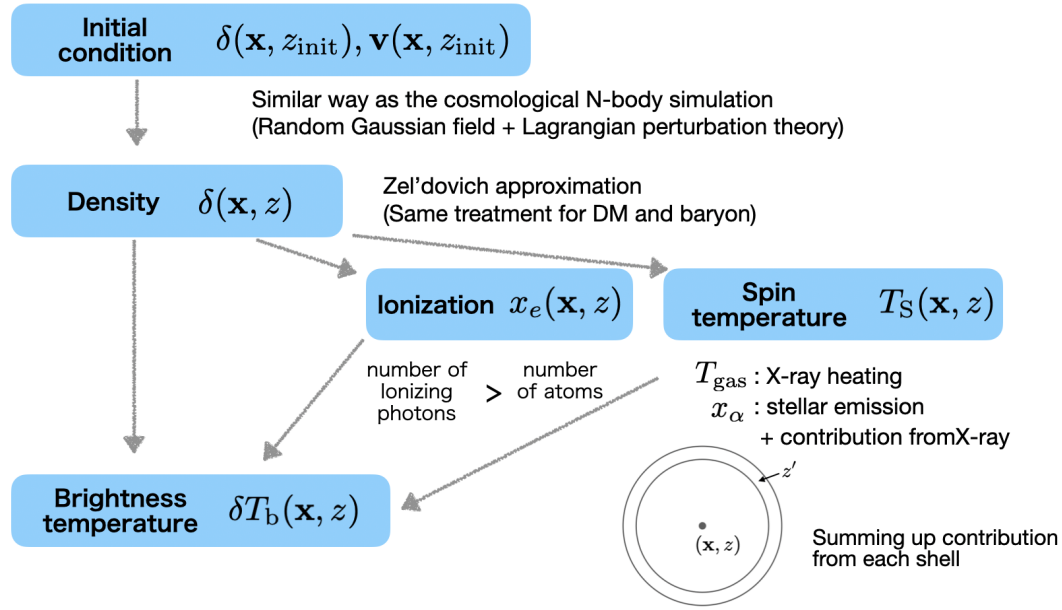 Initial
condition δ(x, z_init), v(x, z_init)
Similar way as the cosmological N-body simulation
(Random Gaussian field + Lagrangian perturbation theory)
Density δ(x, z)
Zel'dovich approximation
(Same treatment for DM and baryon)
Ionization x_e(x, z)
Spin
temperature T_S(x, z)
number of
Ionizing
photons
>
number
of atoms
T_gas : X-ray heating
x_α : stellar emission
+ contribution fromX-ray
Brightness
temperature δT_b(x, z)
z′
(x, z)
Summing up contribution
from each shell